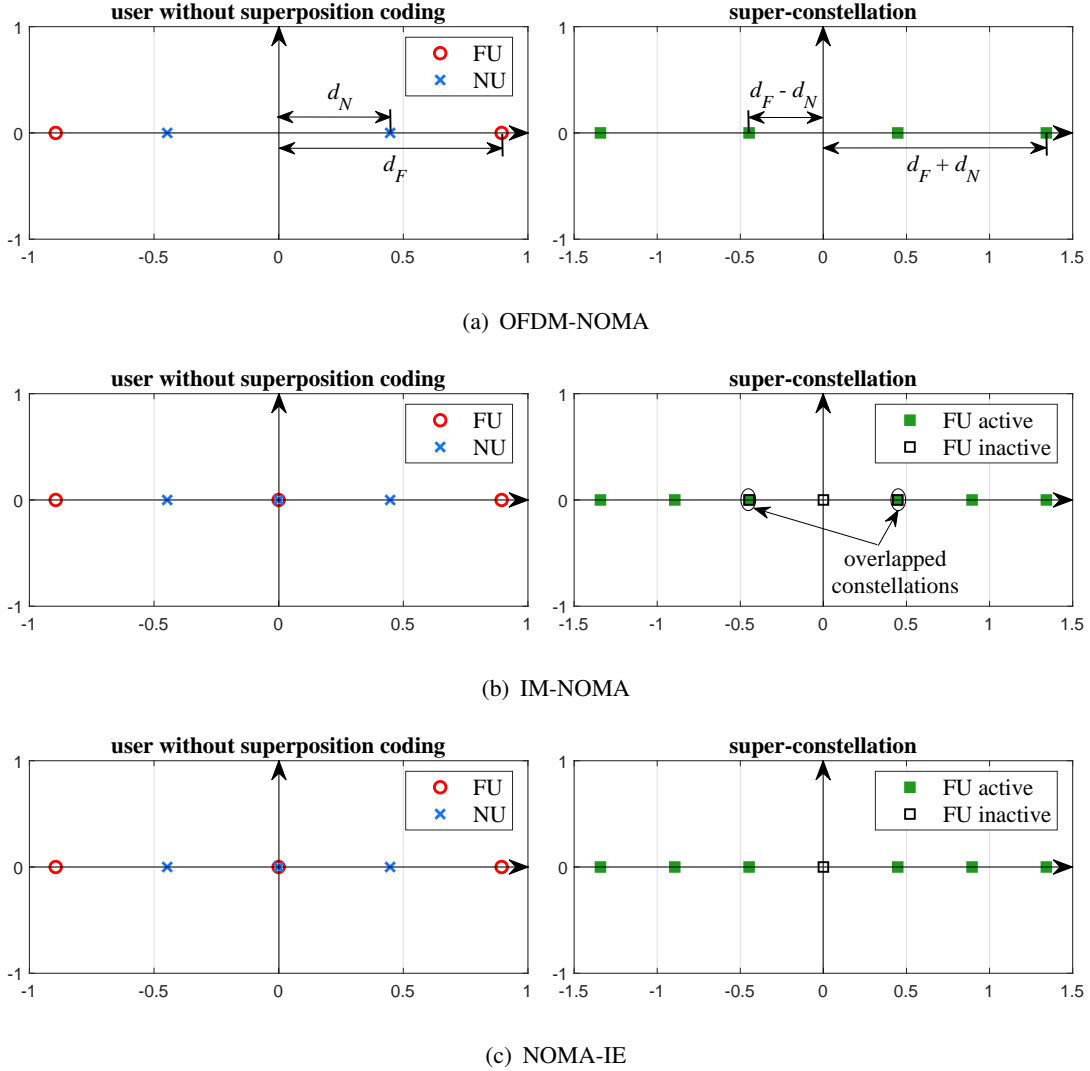 user without superposition coding
super-constellation
1
0
-1
-1
-0.5
0
0.5
1
FU
NU
d_N
d_F
1
0
-1
-1.5
-1
-0.5
0
0.5
1
1.5
d_F - d_N
d_F + d_N
(a) OFDM-NOMA
user without superposition coding
super-constellation
1
0
-1
-1
-0.5
0
0.5
1
FU
NU
1
0
-1
-1.5
-1
-0.5
0
0.5
1
1.5
FU active
FU inactive
overlapped
constellations
(b) IM-NOMA
user without superposition coding
super-constellation
1
0
-1
-1
-0.5
0
0.5
1
FU
NU
1
0
-1
-1.5
-1
-0.5
0
0.5
1
1.5
FU active
FU inactive
(c) NOMA-IE